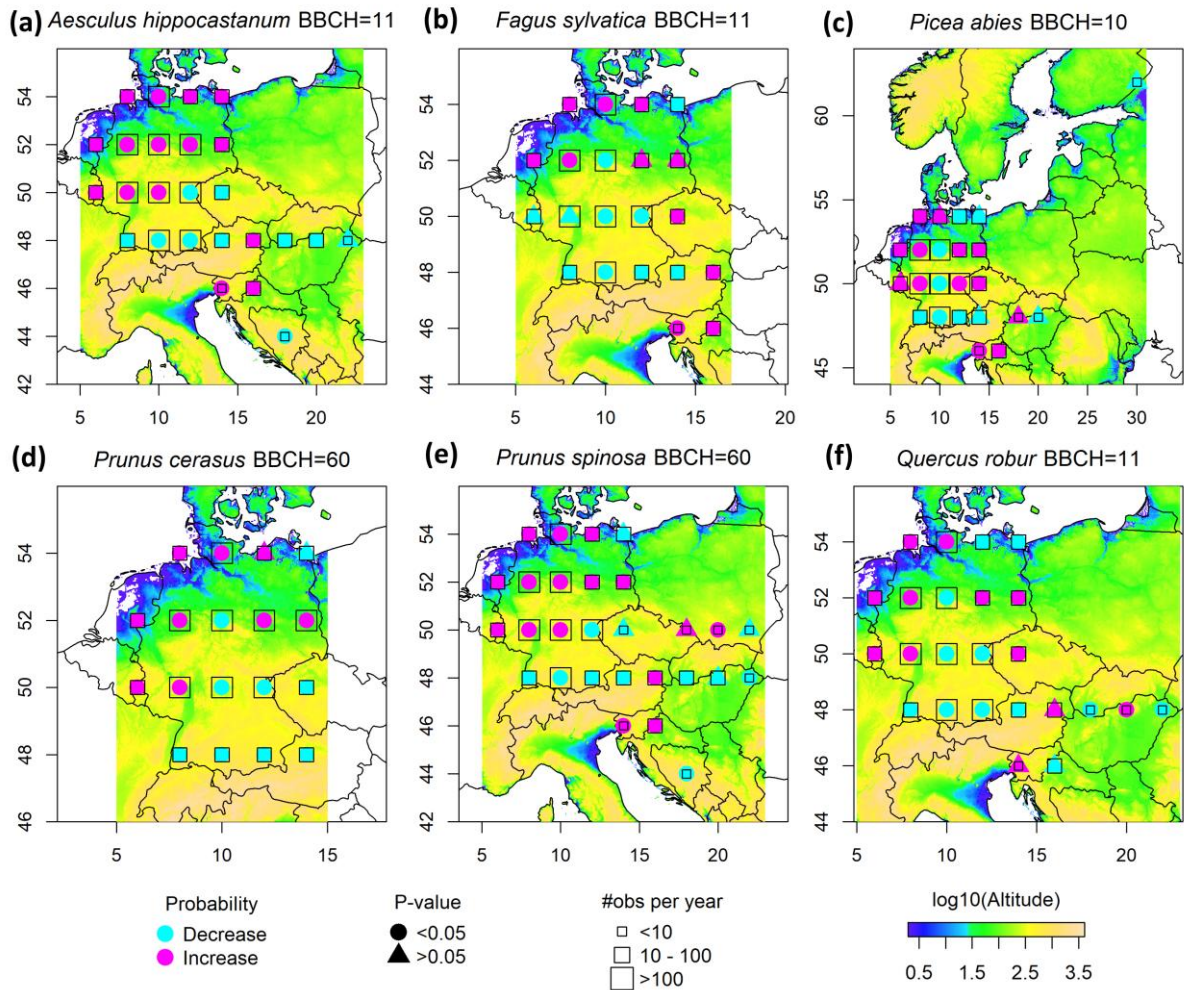 (a) Aesculus hippocastanum BBCH=11
(b) Fagus sylvatica BBCH=11
(c) Picea abies BBCH=10
54
52
50
48
46
44
42
5 10 15 20
54
52
50
48
46
44
5 10 15 20
60
55
50
45
5 10 15 20 25 30
(d) Prunus cerasus BBCH=60
(e) Prunus spinosa BBCH=60
(f) Quercus robur BBCH=11
54
52
50
48
46
5 10 15
54
52
50
48
46
44
42
5 10 15 20
54
52
50
48
46
44
5 10 15 20
Probability
Decrease
Increase
P-value
<0.05
>0.05
#obs per year
<10
10 - 100
>100
log10(Altitude)
0.5 1.5 2.5 3.5